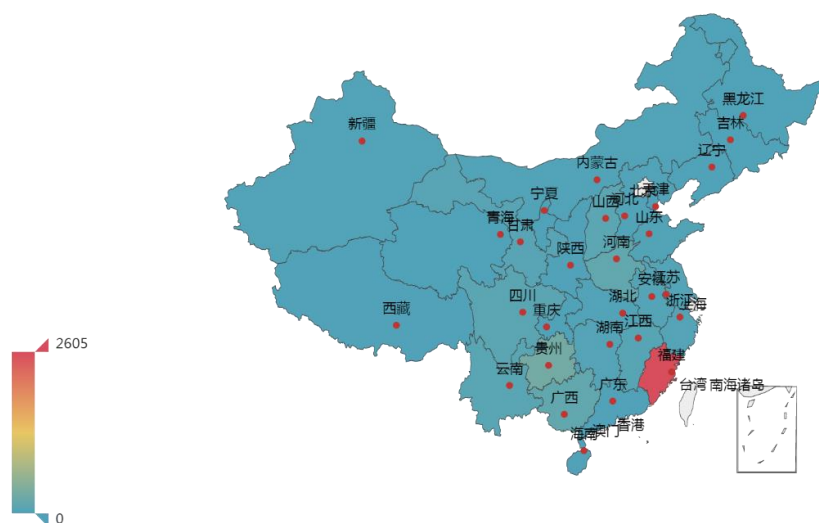 黑龙江
新疆
吉林
辽宁
内蒙古
北京
天津
宁夏
山西
河北
青海
甘肃
山东
河南
陕西
西藏
四川
重庆
湖北
安徽
江苏
浙江
上海
湖南
江西
2605
贵州
福建
云南
广西
广东
台湾
南海诸岛
海南
澳门
香港
0